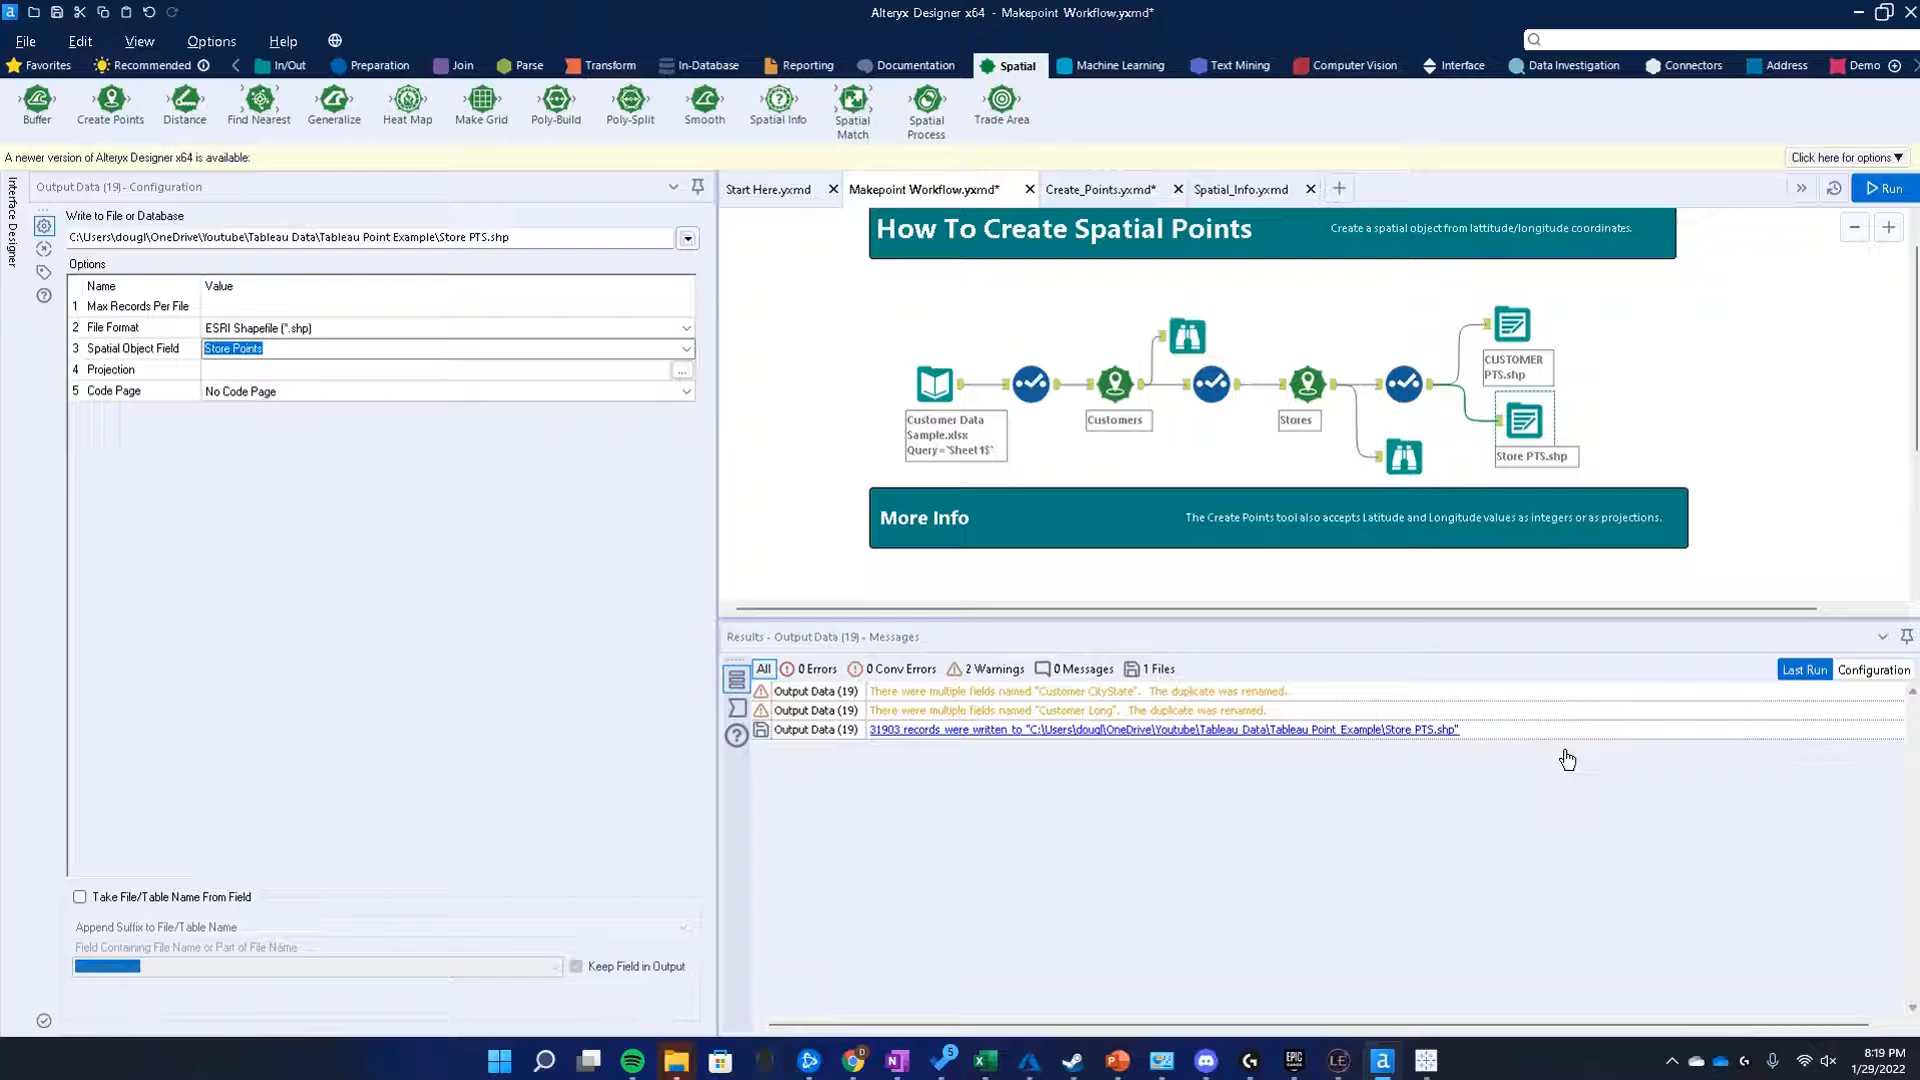 Alteryx Designer x64 - Makepoint Workflow.yxmd*
File Edit View Options Help
Favorites Recommended In/Out Preparation Join Parse Transform In-Database Reporting Documentation Spatial Machine Learning Text Mining Computer Vision Interface Data Investigation Connectors Address Demo
Buffer Create Points Distance Find Nearest Generalize Heat Map Make Grid Poly-Build Poly-Split Smooth Spatial Info Spatial Match Spatial Process Trade Area
A newer version of Alteryx Designer x64 is available:
Click here for options ▼
Interface Designer
Output Data (19) - Configuration
Write to File or Database
C:\Users\dougl\OneDrive\Youtube\Tableau Data\Tableau Point Example\Store PTS.shp
Options
Name Value
1 Max Records Per File
2 File Format ESRI Shapefile (*.shp)
3 Spatial Object Field Store Points
4 Projection ...
5 Code Page No Code Page
Take File/Table Name From Field
Append Suffix to File/Table Name
Field Containing File Name or Part of File Name
Keep Field in Output
Start Here.yxmd Makepoint Workflow.yxmd* Create_Points.yxmd* Spatial_Info.yxmd
Run
How To Create Spatial Points
Create a spatial object from lattitude/longitude coordinates.
Customer Data
Sample.xlsx
Query=`Sheet1$`
Customers
Stores
CUSTOMER
PTS.shp
Store PTS.shp
More Info
The Create Points tool also accepts Latitude and Longitude values as integers or as projections.
Results - Output Data (19) - Messages
All 0 Errors 0 Conv Errors 2 Warnings 0 Messages 1 Files
Last Run Configuration
Output Data (19) There were multiple fields named "Customer CityState". The duplicate was renamed.
Output Data (19) There were multiple fields named "Customer Long". The duplicate was renamed.
Output Data (19) 31903 records were written to "C:\Users\dougl\OneDrive\Youtube\Tableau Data\Tableau Point Example\Store PTS.shp"
8:19 PM
1/29/2022